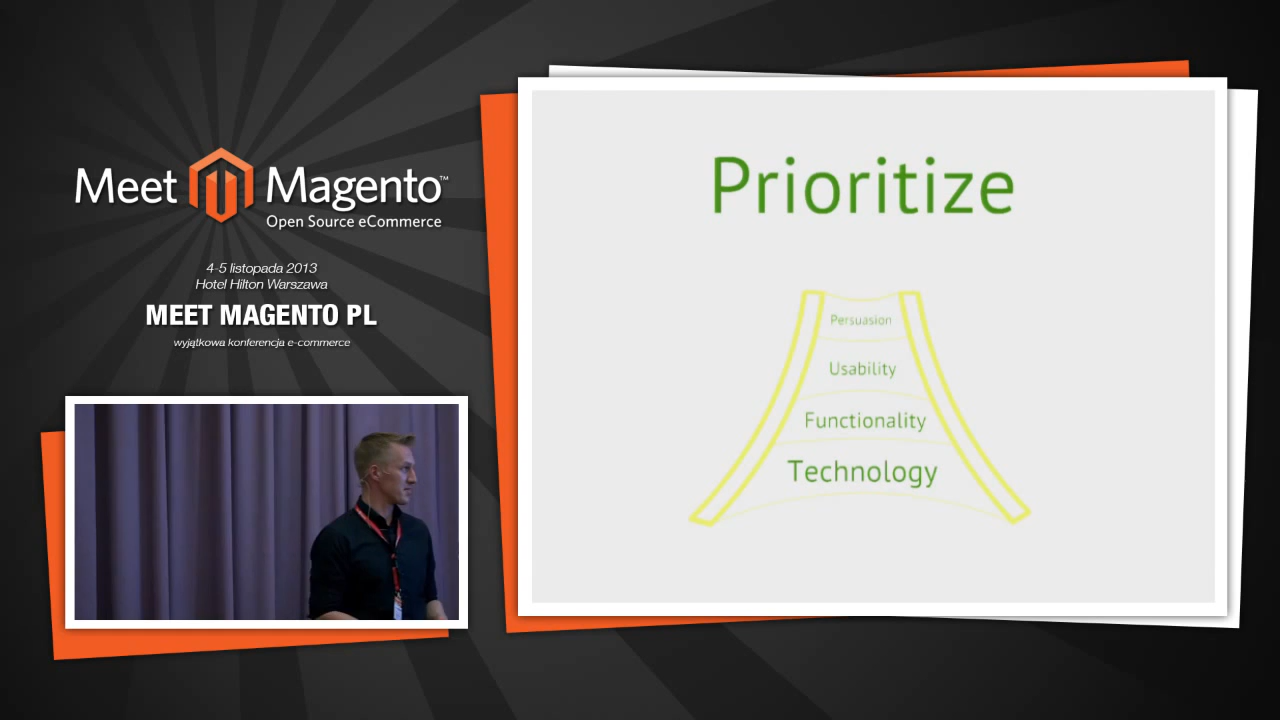 Meet Magento™
Open Source eCommerce
4-5 listopada 2013
Hotel Hilton Warszawa
MEET MAGENTO PL
wyjątkowa konferencja e-commerce
Prioritize
Persuasion
Usability
Functionality
Technology